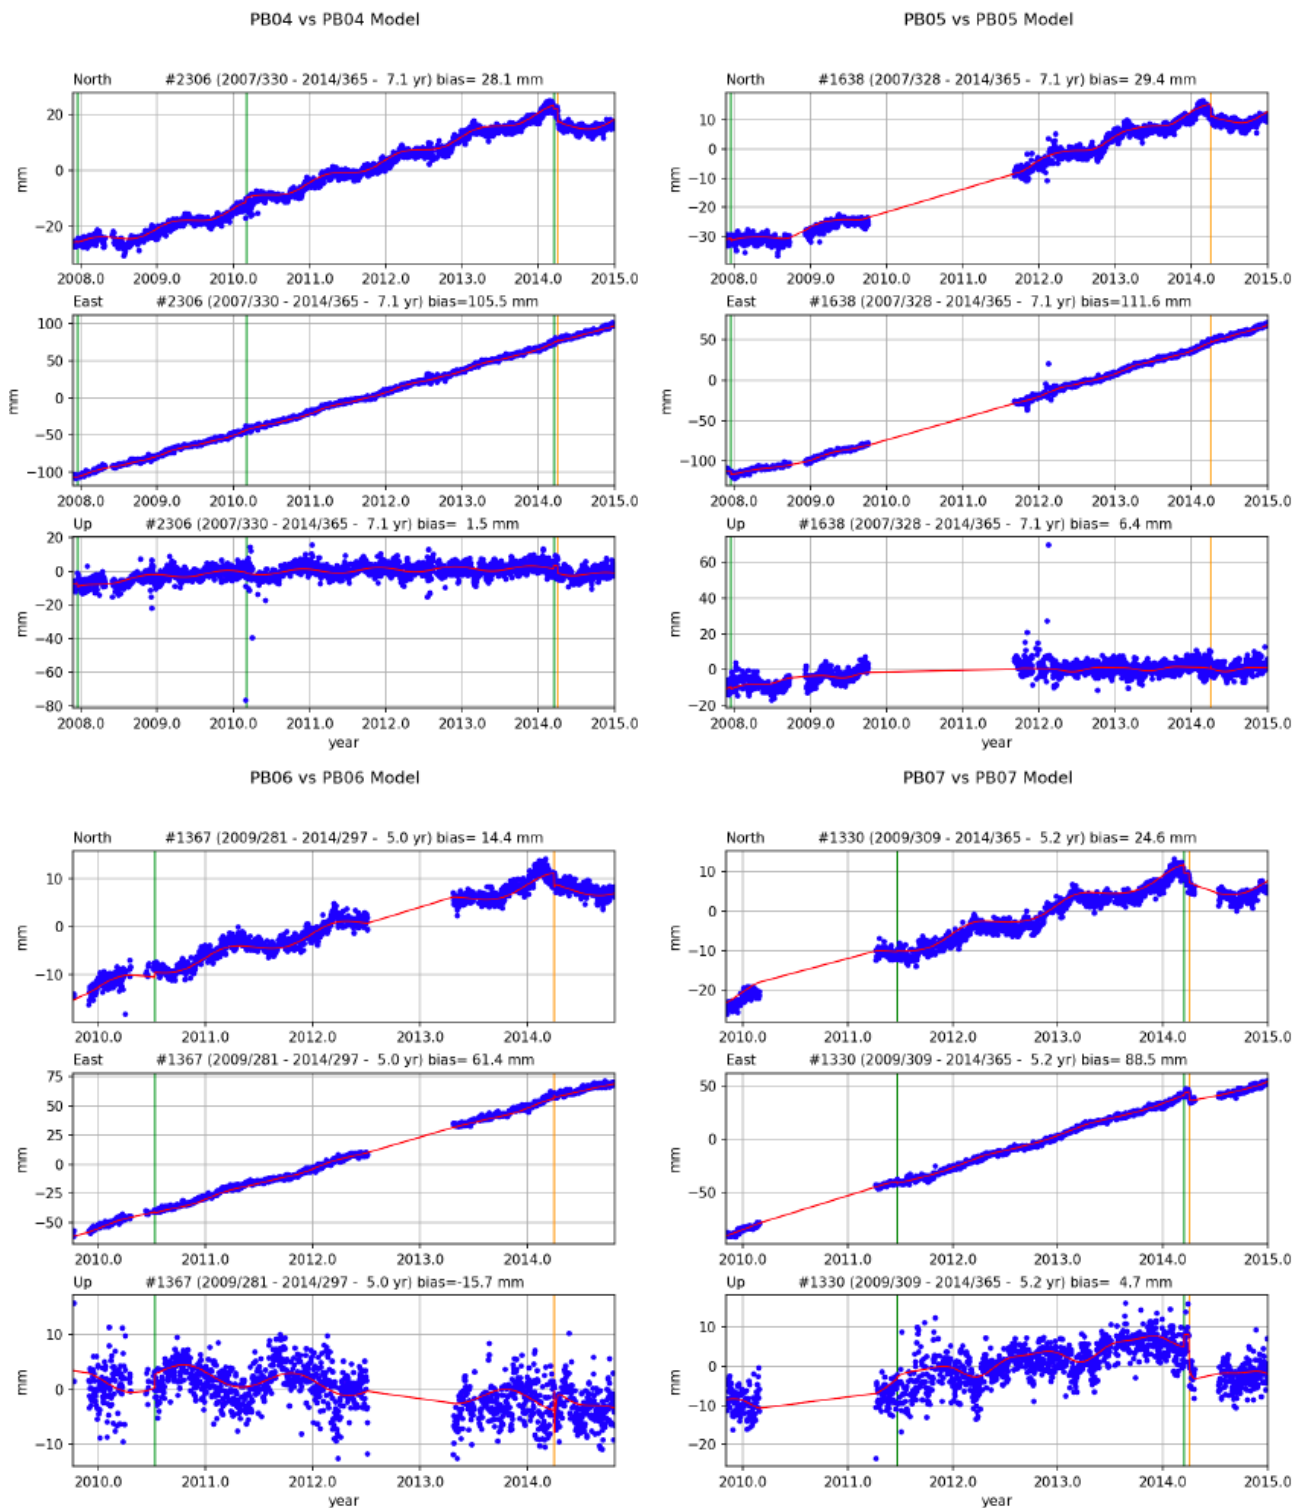 PB04 vs PB04 Model
North #2306 (2007/330 - 2014/365 - 7.1 yr) bias= 28.1 mm
20
0
−20
mm
2008.0 2009.0 2010.0 2011.0 2012.0 2013.0 2014.0 2015.0
East #2306 (2007/330 - 2014/365 - 7.1 yr) bias=105.5 mm
100
50
0
−50
−100
mm
2008.0 2009.0 2010.0 2011.0 2012.0 2013.0 2014.0 2015.0
Up #2306 (2007/330 - 2014/365 - 7.1 yr) bias= 1.5 mm
20
0
−20
−40
−60
−80
mm
2008.0 2009.0 2010.0 2011.0 2012.0 2013.0 2014.0 2015.0
year
PB05 vs PB05 Model
North #1638 (2007/328 - 2014/365 - 7.1 yr) bias= 29.4 mm
10
0
−10
−20
−30
mm
2008.0 2009.0 2010.0 2011.0 2012.0 2013.0 2014.0 2015.0
East #1638 (2007/328 - 2014/365 - 7.1 yr) bias=111.6 mm
50
0
−50
−100
mm
2008.0 2009.0 2010.0 2011.0 2012.0 2013.0 2014.0 2015.0
Up #1638 (2007/328 - 2014/365 - 7.1 yr) bias= 6.4 mm
60
40
20
0
−20
mm
2008.0 2009.0 2010.0 2011.0 2012.0 2013.0 2014.0 2015.0
year
PB06 vs PB06 Model
North #1367 (2009/281 - 2014/297 - 5.0 yr) bias= 14.4 mm
10
0
−10
mm
2010.0 2011.0 2012.0 2013.0 2014.0
East #1367 (2009/281 - 2014/297 - 5.0 yr) bias= 61.4 mm
75
50
25
0
−25
−50
mm
2010.0 2011.0 2012.0 2013.0 2014.0
Up #1367 (2009/281 - 2014/297 - 5.0 yr) bias=-15.7 mm
10
0
−10
mm
2010.0 2011.0 2012.0 2013.0 2014.0
year
PB07 vs PB07 Model
North #1330 (2009/309 - 2014/365 - 5.2 yr) bias= 24.6 mm
10
0
−10
−20
mm
2010.0 2011.0 2012.0 2013.0 2014.0 2015.0
East #1330 (2009/309 - 2014/365 - 5.2 yr) bias= 88.5 mm
50
0
−50
mm
2010.0 2011.0 2012.0 2013.0 2014.0 2015.0
Up #1330 (2009/309 - 2014/365 - 5.2 yr) bias= 4.7 mm
10
0
−10
−20
mm
2010.0 2011.0 2012.0 2013.0 2014.0 2015.0
year